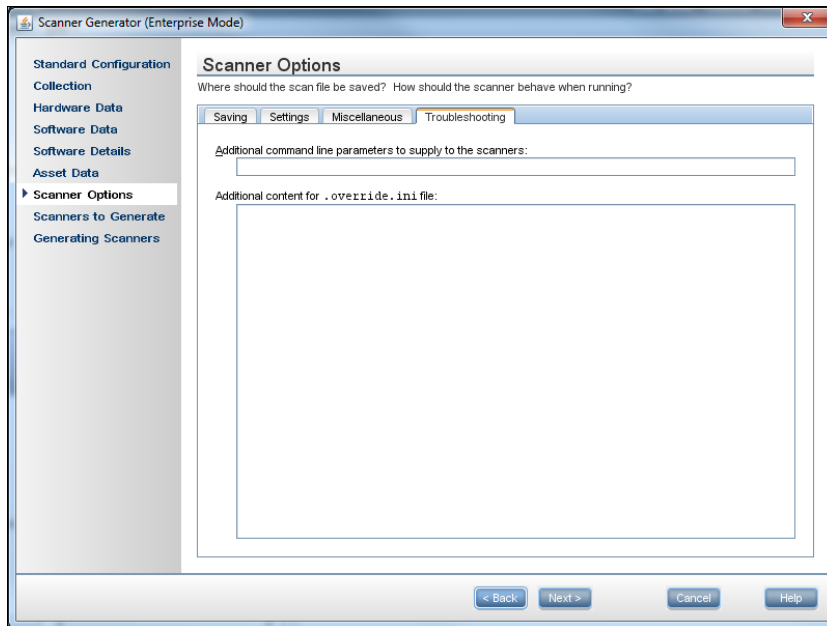 Scanner Generator (Enterprise Mode)
Standard Configuration
Collection
Hardware Data
Software Data
Software Details
Asset Data
Scanner Options
Scanners to Generate
Generating Scanners
Scanner Options
Where should the scan file be saved? How should the scanner behave when running?
Saving Settings Miscellaneous Troubleshooting
Additional command line parameters to supply to the scanners:
Additional content for .override.ini file:
< Back Next > Cancel Help